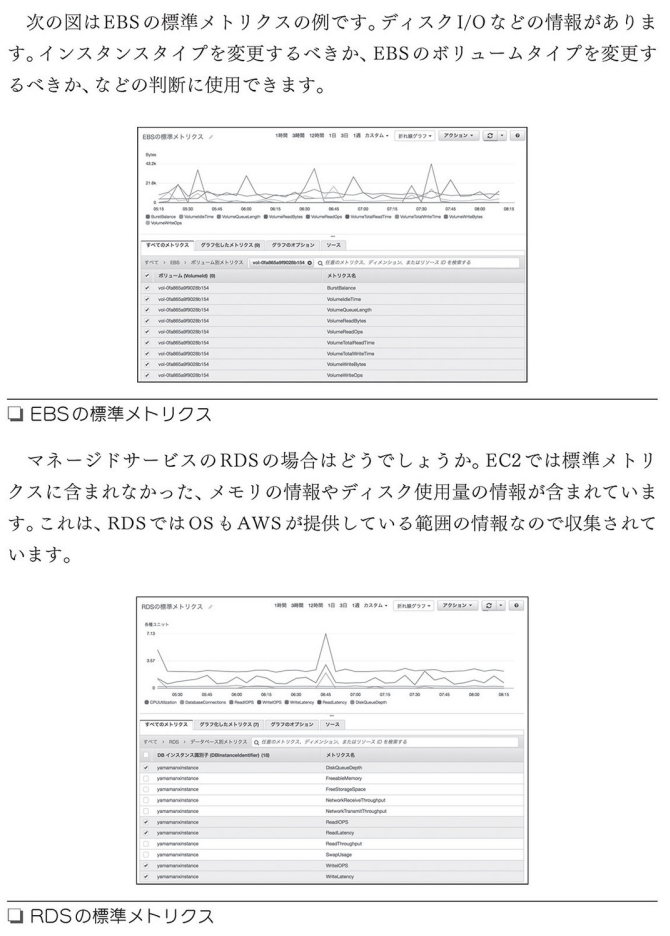 次の図はEBSの標準メトリクスの例です。ディスクI/Oなどの情報がありま
す。インスタンスタイプを変更するべきか、EBSのボリュームタイプを変更す
るべきか、などの判断に使用できます。
EBSの標準メトリクス
1時間 3時間 12時間 1日 3日 1週 カスタム 折れ線グラフ アクション
Bytes
43.2k
21.6k
0
05:15 05:30 05:45 06:00 06:15 06:30 06:45 07:00 07:15 07:30 07:45 08:00 08:15
BurstBalance VolumeIdleTime VolumeQueueLength VolumeReadBytes VolumeReadOps VolumeTotalReadTime VolumeTotalWriteTime VolumeWriteBytes
VolumeWriteOps
すべてのメトリクス グラフ化したメトリクス (9) グラフのオプション ソース
すべて > EBS > ボリューム別メトリクス vol-0fa865a9f9028b154 任意のメトリクス、ディメンション、またはリソース ID を検索する
ボリューム (VolumeId) (9) メトリクス名
vol-0fa865a9f9028b154 BurstBalance
vol-0fa865a9f9028b154 VolumeIdleTime
vol-0fa865a9f9028b154 VolumeQueueLength
vol-0fa865a9f9028b154 VolumeReadBytes
vol-0fa865a9f9028b154 VolumeReadOps
vol-0fa865a9f9028b154 VolumeTotalReadTime
vol-0fa865a9f9028b154 VolumeTotalWriteTime
vol-0fa865a9f9028b154 VolumeWriteBytes
vol-0fa865a9f9028b154 VolumeWriteOps
EBSの標準メトリクス
マネージドサービスのRDSの場合はどうでしょうか。EC2では標準メトリ
クスに含まれなかった、メモリの情報やディスク使用量の情報が含まれていま
す。これは、RDSではOSもAWSが提供している範囲の情報なので収集されて
います。
RDSの標準メトリクス
1時間 3時間 12時間 1日 3日 1週 カスタム 折れ線グラフ アクション
各種ユニット
7.13
3.57
0
05:30 05:45 06:00 06:15 06:30 06:45 07:00 07:15 07:30 07:45 08:00 08:15
CPUUtilization DatabaseConnections ReadIOPS WriteIOPS WriteLatency ReadLatency DiskQueueDepth
すべてのメトリクス グラフ化したメトリクス (7) グラフのオプション ソース
すべて > RDS > データベース別メトリクス 任意のメトリクス、ディメンション、またはリソース ID を検索する
DB インスタンス識別子 (DBInstanceIdentifier) (18) メトリクス名
yamamanxinstance DiskQueueDepth
yamamanxinstance FreeableMemory
yamamanxinstance FreeStorageSpace
yamamanxinstance NetworkReceiveThroughput
yamamanxinstance NetworkTransmitThroughput
yamamanxinstance ReadIOPS
yamamanxinstance ReadLatency
yamamanxinstance ReadThroughput
yamamanxinstance SwapUsage
yamamanxinstance WriteIOPS
yamamanxinstance WriteLatency
RDSの標準メトリクス